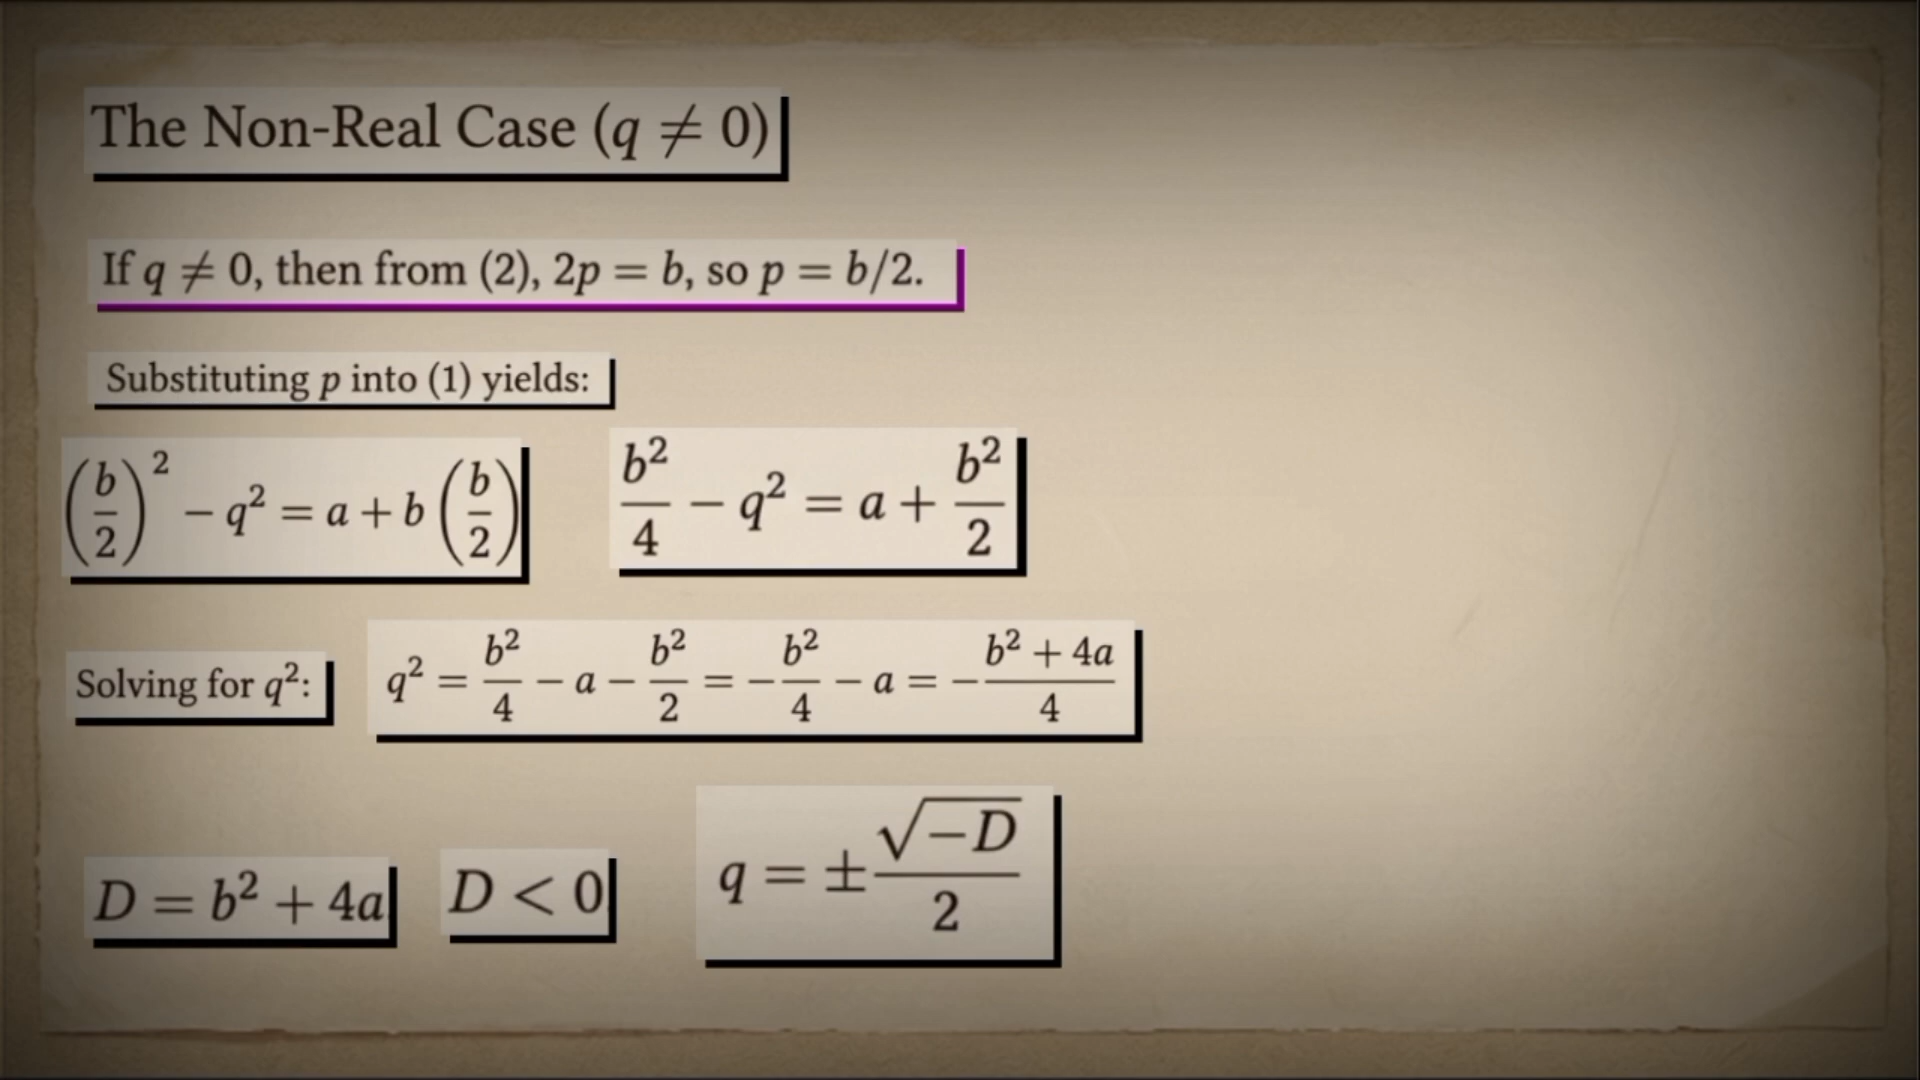 The Non-Real Case (q ≠ 0)
If q ≠ 0, then from (2), 2p = b, so p = b/2.
Substituting p into (1) yields:
(b/2)² − q² = a + b (b/2)
b²/4 − q² = a + b²/2
Solving for q²:
q² = b²/4 − a − b²/2 = −b²/4 − a = −(b² + 4a)/4
D = b² + 4a
D < 0
q = ±√(−D)/2